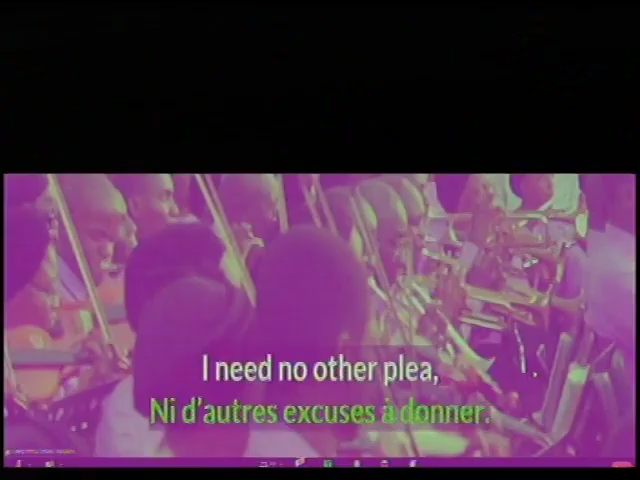 I need no other plea,
Ni d'autres excuses à donner.